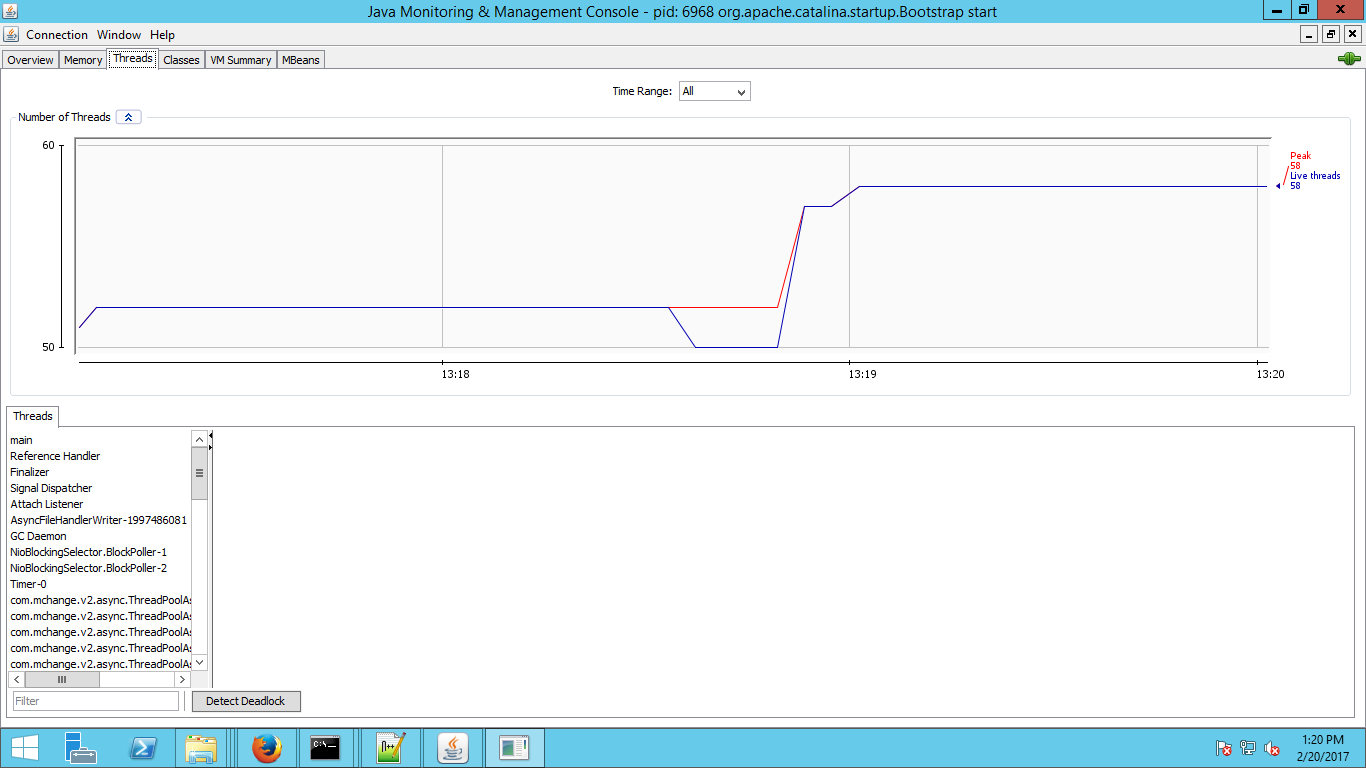 Java Monitoring & Management Console - pid: 6968 org.apache.catalina.startup.Bootstrap start
Connection Window Help
Overview Memory Threads Classes VM Summary MBeans
Time Range: All
Number of Threads
60
50
Peak
58
Live threads
58
13:18 13:19 13:20
Threads
main
Reference Handler
Finalizer
Signal Dispatcher
Attach Listener
AsyncFileHandlerWriter-1997486081
GC Daemon
NioBlockingSelector.BlockPoller-1
NioBlockingSelector.BlockPoller-2
Timer-0
com.mchange.v2.async.ThreadPoolAs
com.mchange.v2.async.ThreadPoolAs
com.mchange.v2.async.ThreadPoolAs
com.mchange.v2.async.ThreadPoolAs
com.mchange.v2.async.ThreadPoolAs
Filter Detect Deadlock
C:\_
1:20 PM
2/20/2017